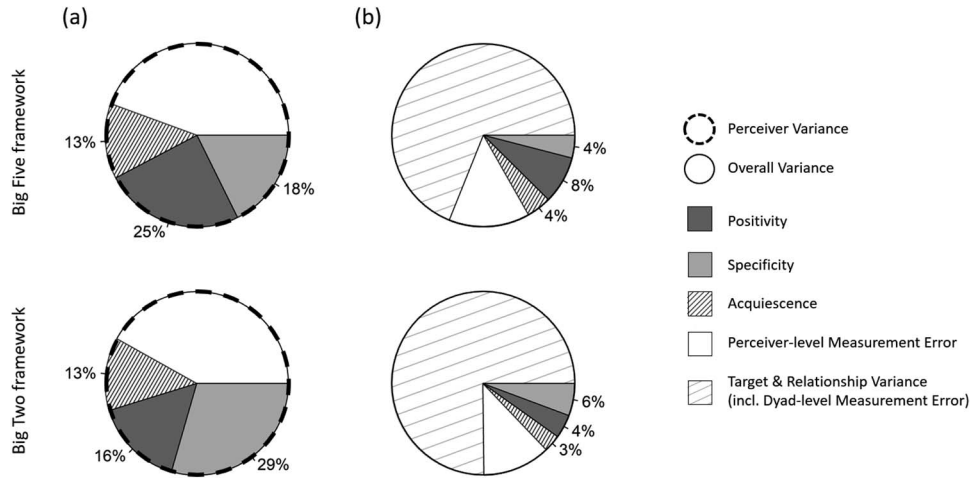 (a)
(b)
Big Five framework
13%
25%
18%
4%
8%
4%
Big Two framework
13%
16%
29%
6%
4%
3%
Perceiver Variance
Overall Variance
Positivity
Specificity
Acquiescence
Perceiver-level Measurement Error
Target & Relationship Variance
(incl. Dyad-level Measurement Error)